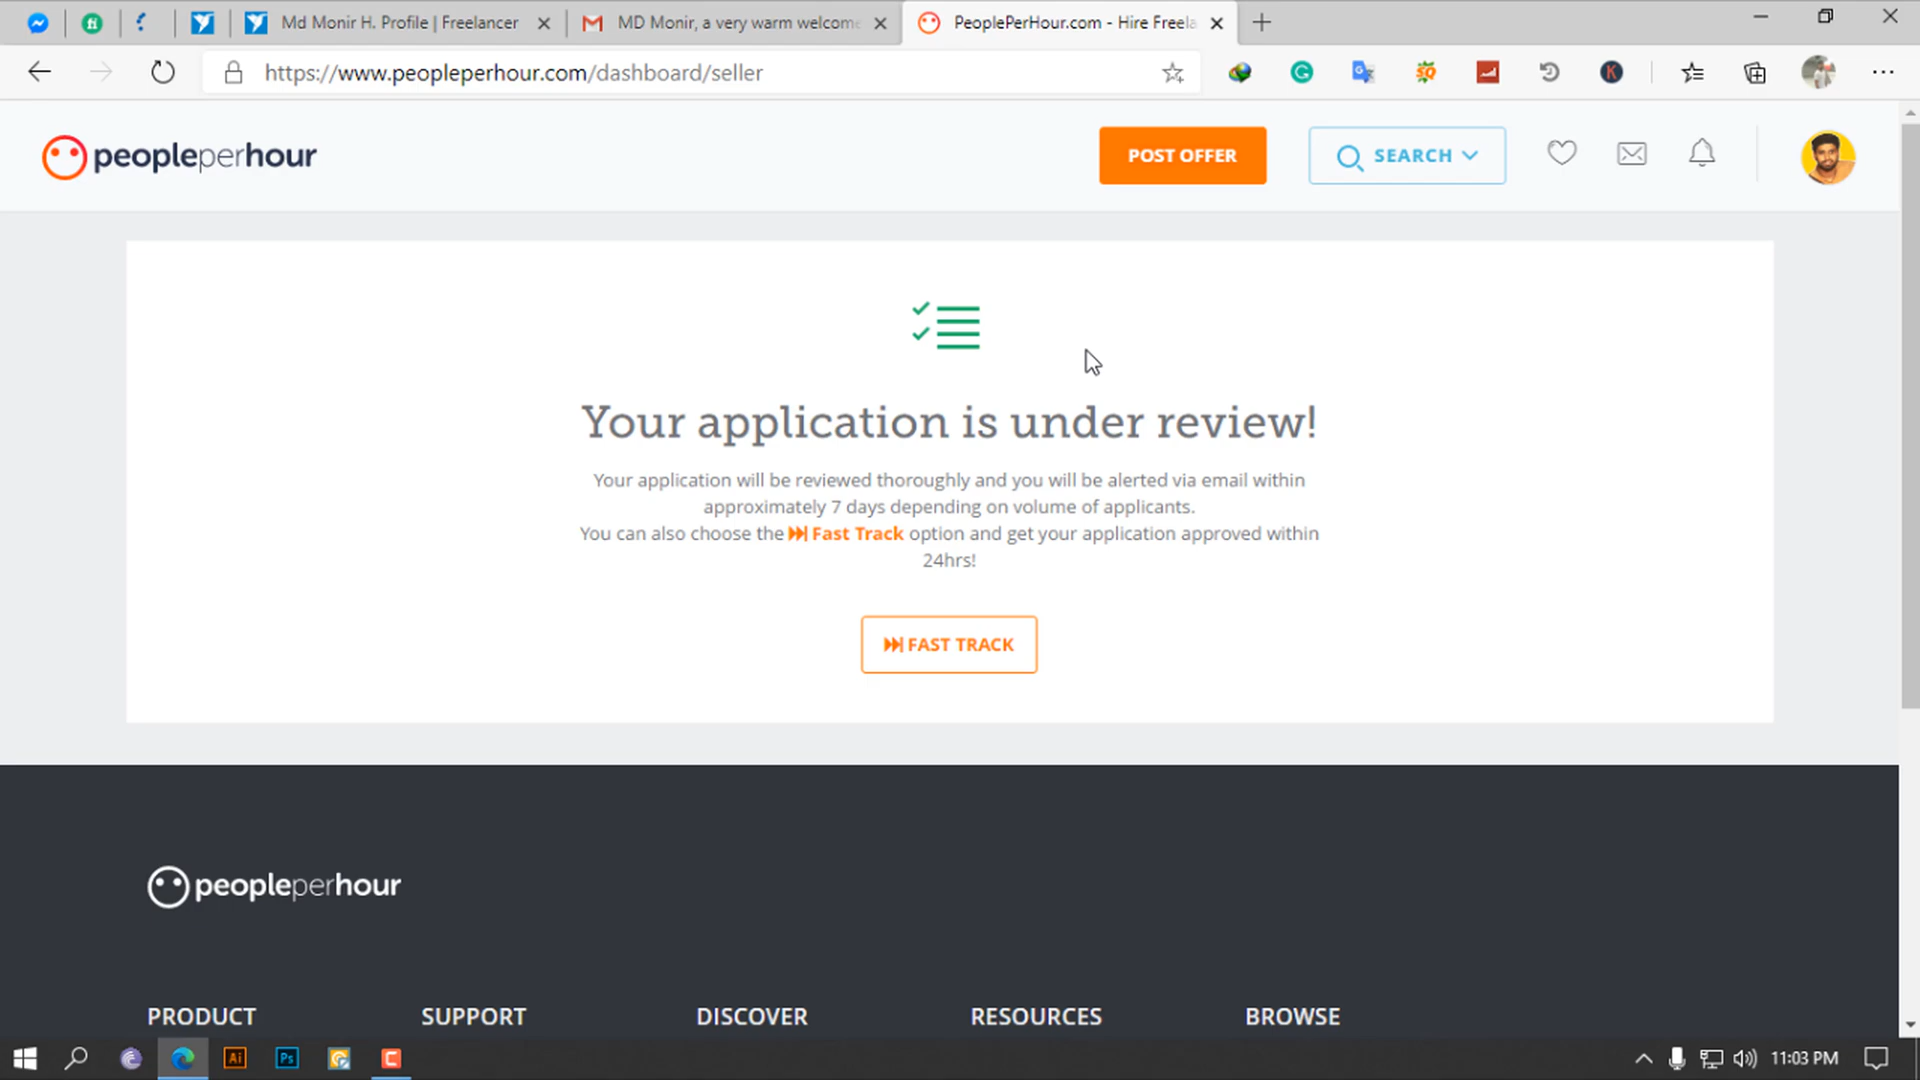 Md Monir H. Profile | Freelancer
MD Monir, a very warm welcome
PeoplePerHour.com - Hire Freela
https://www.peopleperhour.com/dashboard/seller
peopleperhour
POST OFFER
SEARCH
Your application is under review!
Your application will be reviewed thoroughly and you will be alerted via email within
approximately 7 days depending on volume of applicants.
You can also choose the Fast Track option and get your application approved within
24hrs!
FAST TRACK
peopleperhour
PRODUCT
SUPPORT
DISCOVER
RESOURCES
BROWSE
Ai
Ps
C
11:03 PM